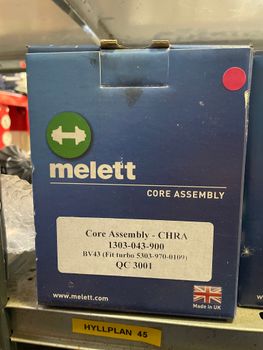 melett
CORE ASSEMBLY
Core Assembly - CHRA
1303-043-900
BV43 (Fit turbo 5303-970-0109)
QC 3001
www.melett.com
Made in UK
HYLLPLAN 45